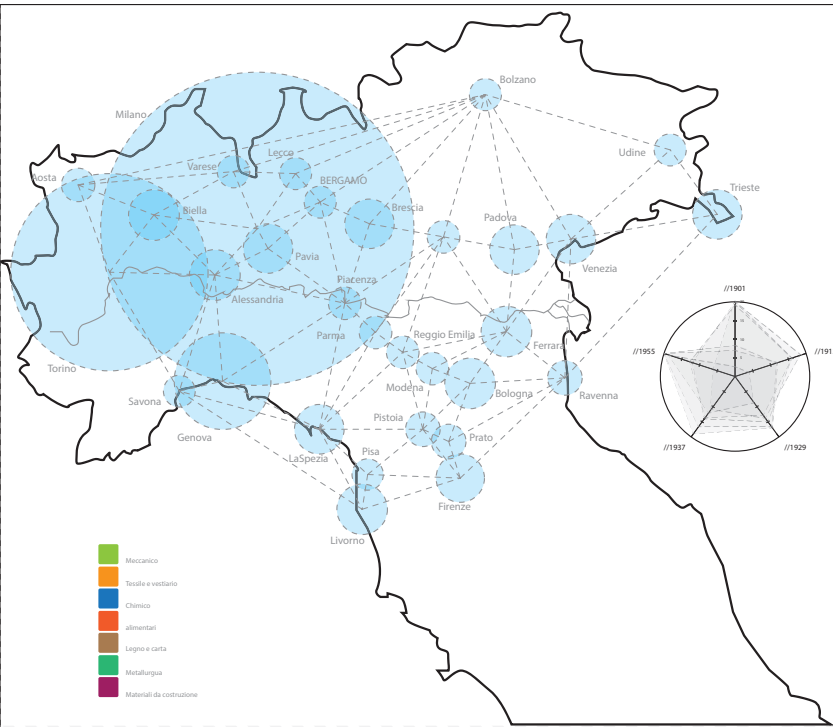 Bolzano
Milano
Udine
Lecco
Varese
Aosta
BERGAMO
Trieste
Biella
Brescia
Padova
Pavia
Venezia
Piacenza
Alessandria
//1901
Parma
Reggio Emilia
Ferrara
//1955
//191
Torino
Modena
Bologna
Ravenna
Savona
Pistoia
Genova
Prato
//1937
//1929
Pisa
LaSpezia
Firenze
Livorno
Meccanico
Tessile e vestiario
Chimico
alimentari
Legno e carta
Metallurgua
Materiali da costruzione